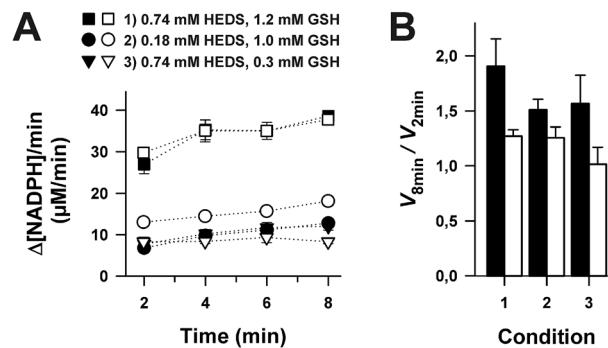 A
1) 0.74 mM HEDS, 1.2 mM GSH
2) 0.18 mM HEDS, 1.0 mM GSH
3) 0.74 mM HEDS, 0.3 mM GSH
Δ[NADPH]/min
(μM/min)
40
30
20
10
0
2 4 6 8
Time (min)
B
V8min / V2min
2,0
1,5
1,0
0,5
0,0
1 2 3
Condition